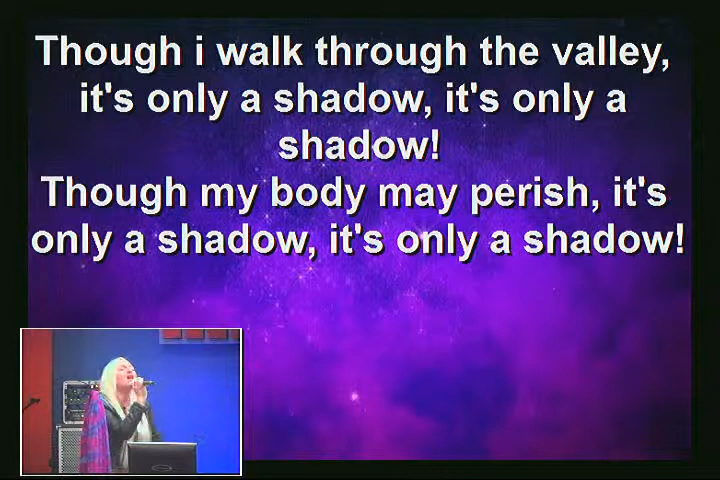 Though i walk through the valley,
it's only a shadow, it's only a
shadow!
Though my body may perish, it's
only a shadow, it's only a shadow!